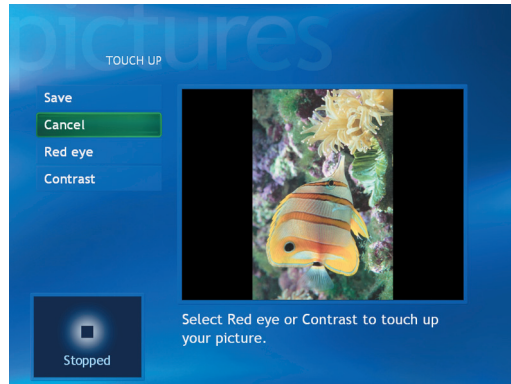 pictures
TOUCH UP
Save
Cancel
Red eye
Contrast
Select Red eye or Contrast to touch up
your picture.
Stopped